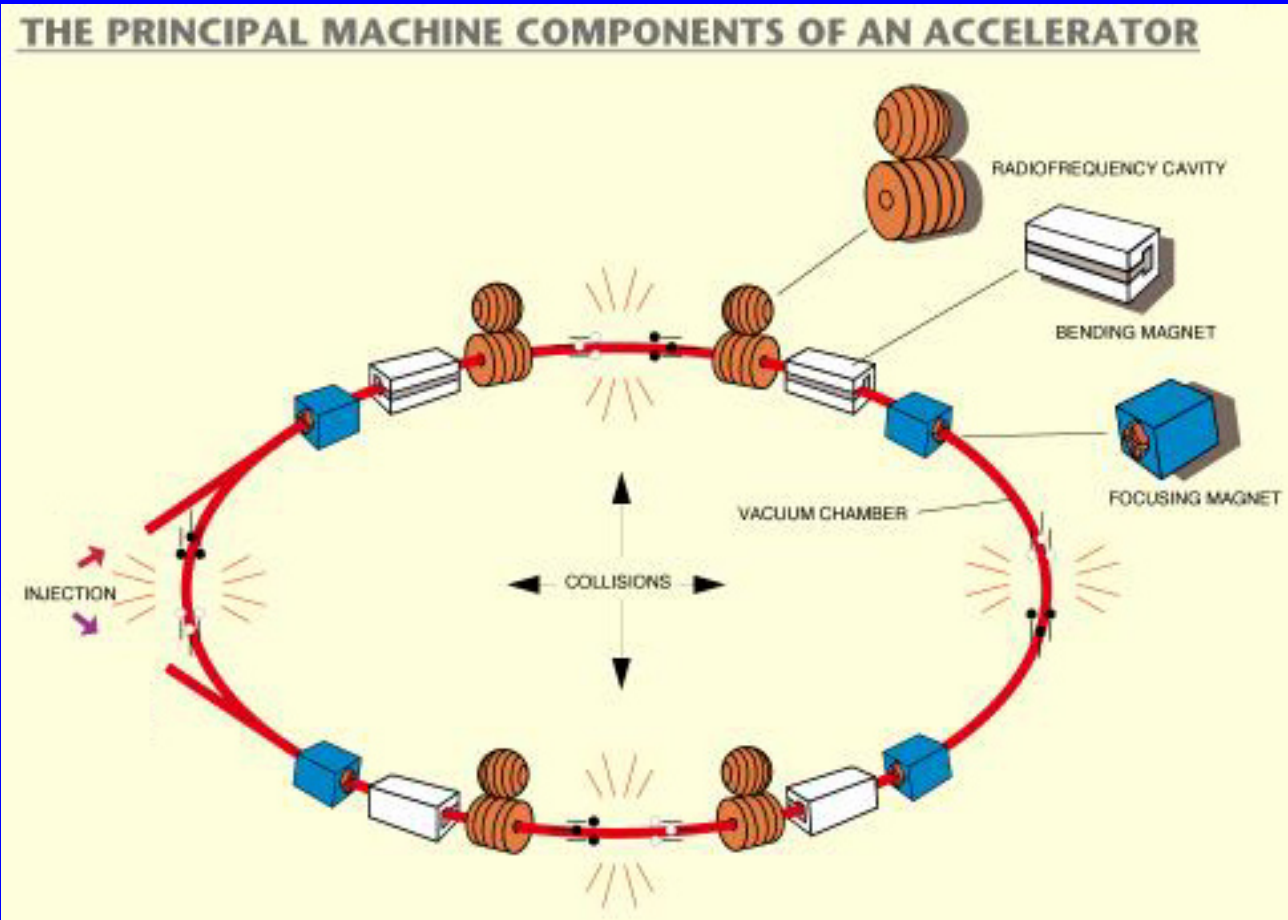 THE PRINCIPAL MACHINE COMPONENTS OF AN ACCELERATOR
RADIOFREQUENCY CAVITY
BENDING MAGNET
FOCUSING MAGNET
VACUUM CHAMBER
COLLISIONS
INJECTION